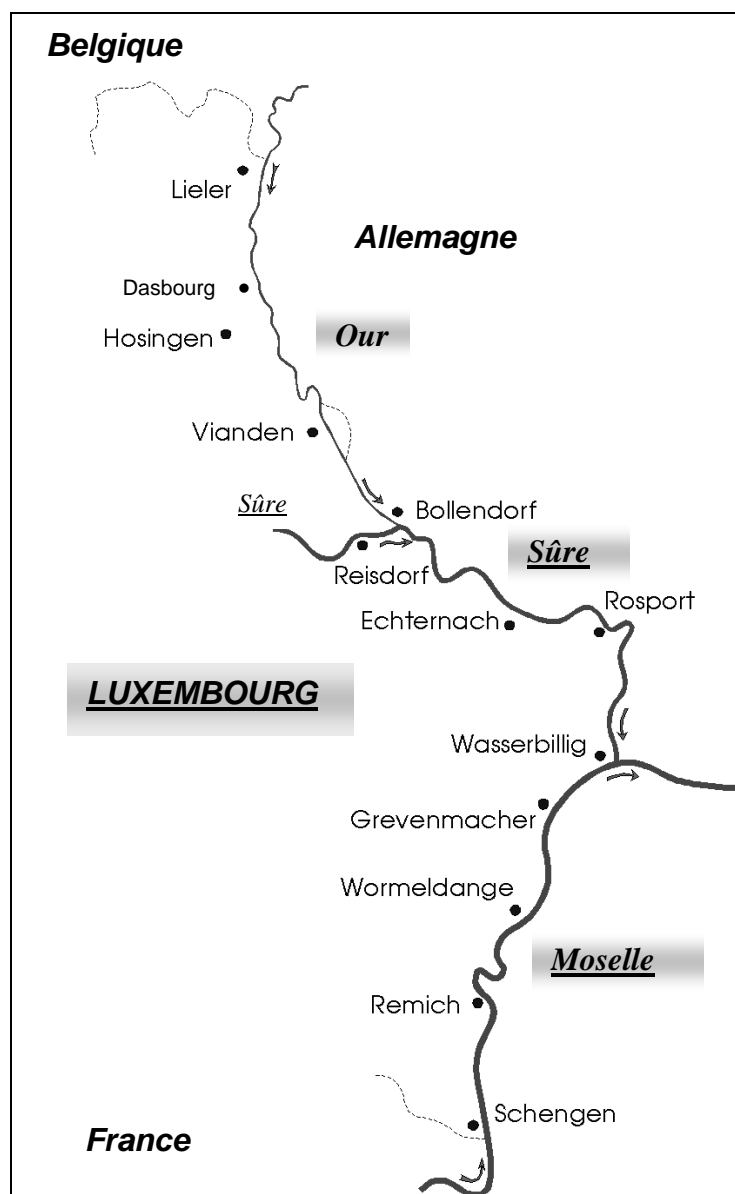 Belgique
Lieler
Allemagne
Dasbourg
Hosingen
Our
Vianden
Sûre
Bollendorf
Sûre
Reisdorf
Rosport
Echternach
LUXEMBOURG
Wasserbillig
Grevenmacher
Wormeldange
Moselle
Remich
Schengen
France